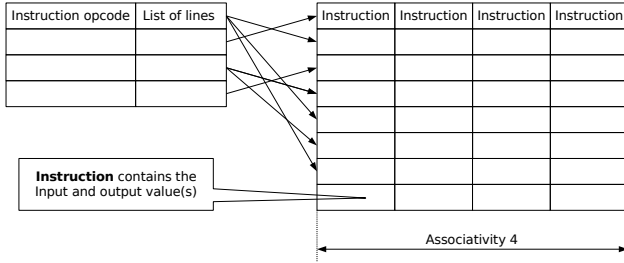 Instruction opcode List of lines Instruction Instruction Instruction Instruction
Instruction contains the
Input and output value(s)
Associativity 4